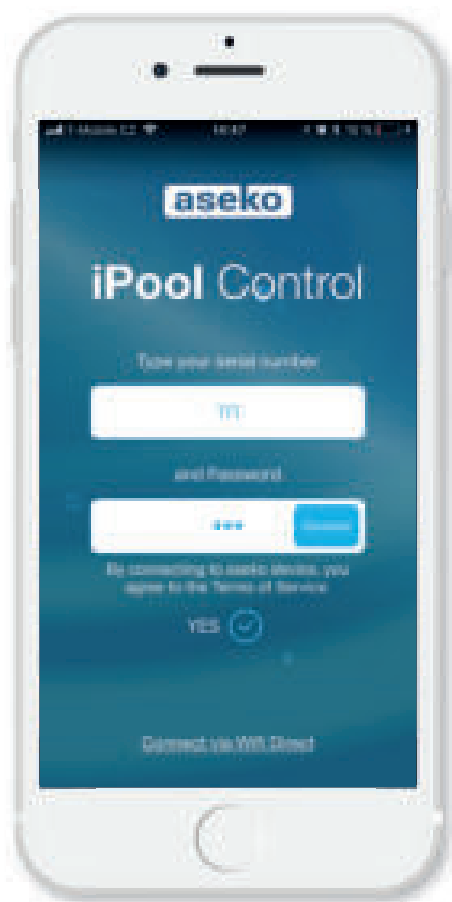 aseko
iPool Control
Type your serial number
and Password
By connecting to aseko device, you
agree to the Terms of Service
YES
Connect via Wifi Direct